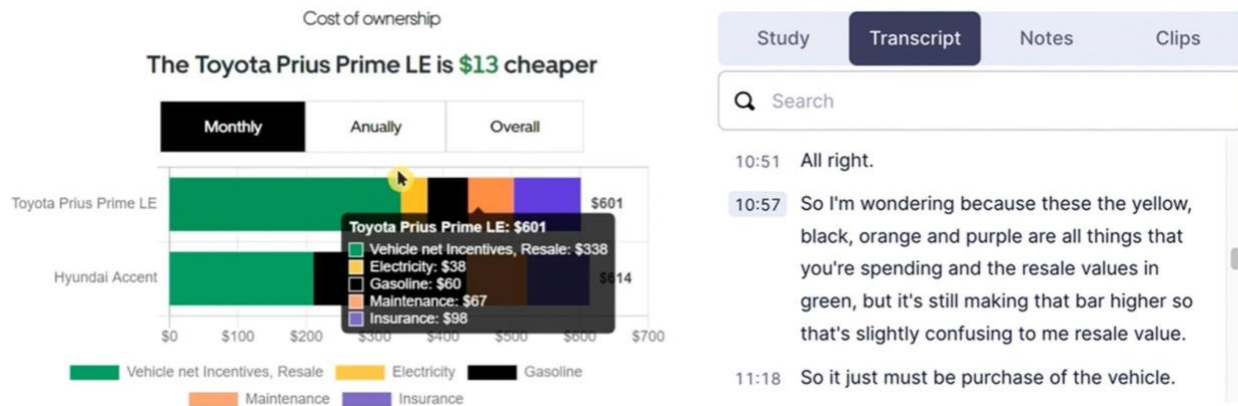 Cost of ownership
The Toyota Prius Prime LE is $13 cheaper
Monthly
Anually
Overall
Toyota Prius Prime LE
$601
Toyota Prius Prime LE: $601
Vehicle net Incentives, Resale: $338
Electricity: $38
Gasoline: $60
Maintenance: $67
Insurance: $98
Hyundai Accent
$614
$0 $100 $200 $300 $400 $500 $600 $700
Vehicle net Incentives, Resale Electricity Gasoline
Maintenance Insurance
Study Transcript Notes Clips
Search
10:51 All right.
10:57 So I'm wondering because these the yellow,
black, orange and purple are all things that
you're spending and the resale values in
green, but it's still making that bar higher so
that's slightly confusing to me resale value.
11:18 So it just must be purchase of the vehicle.